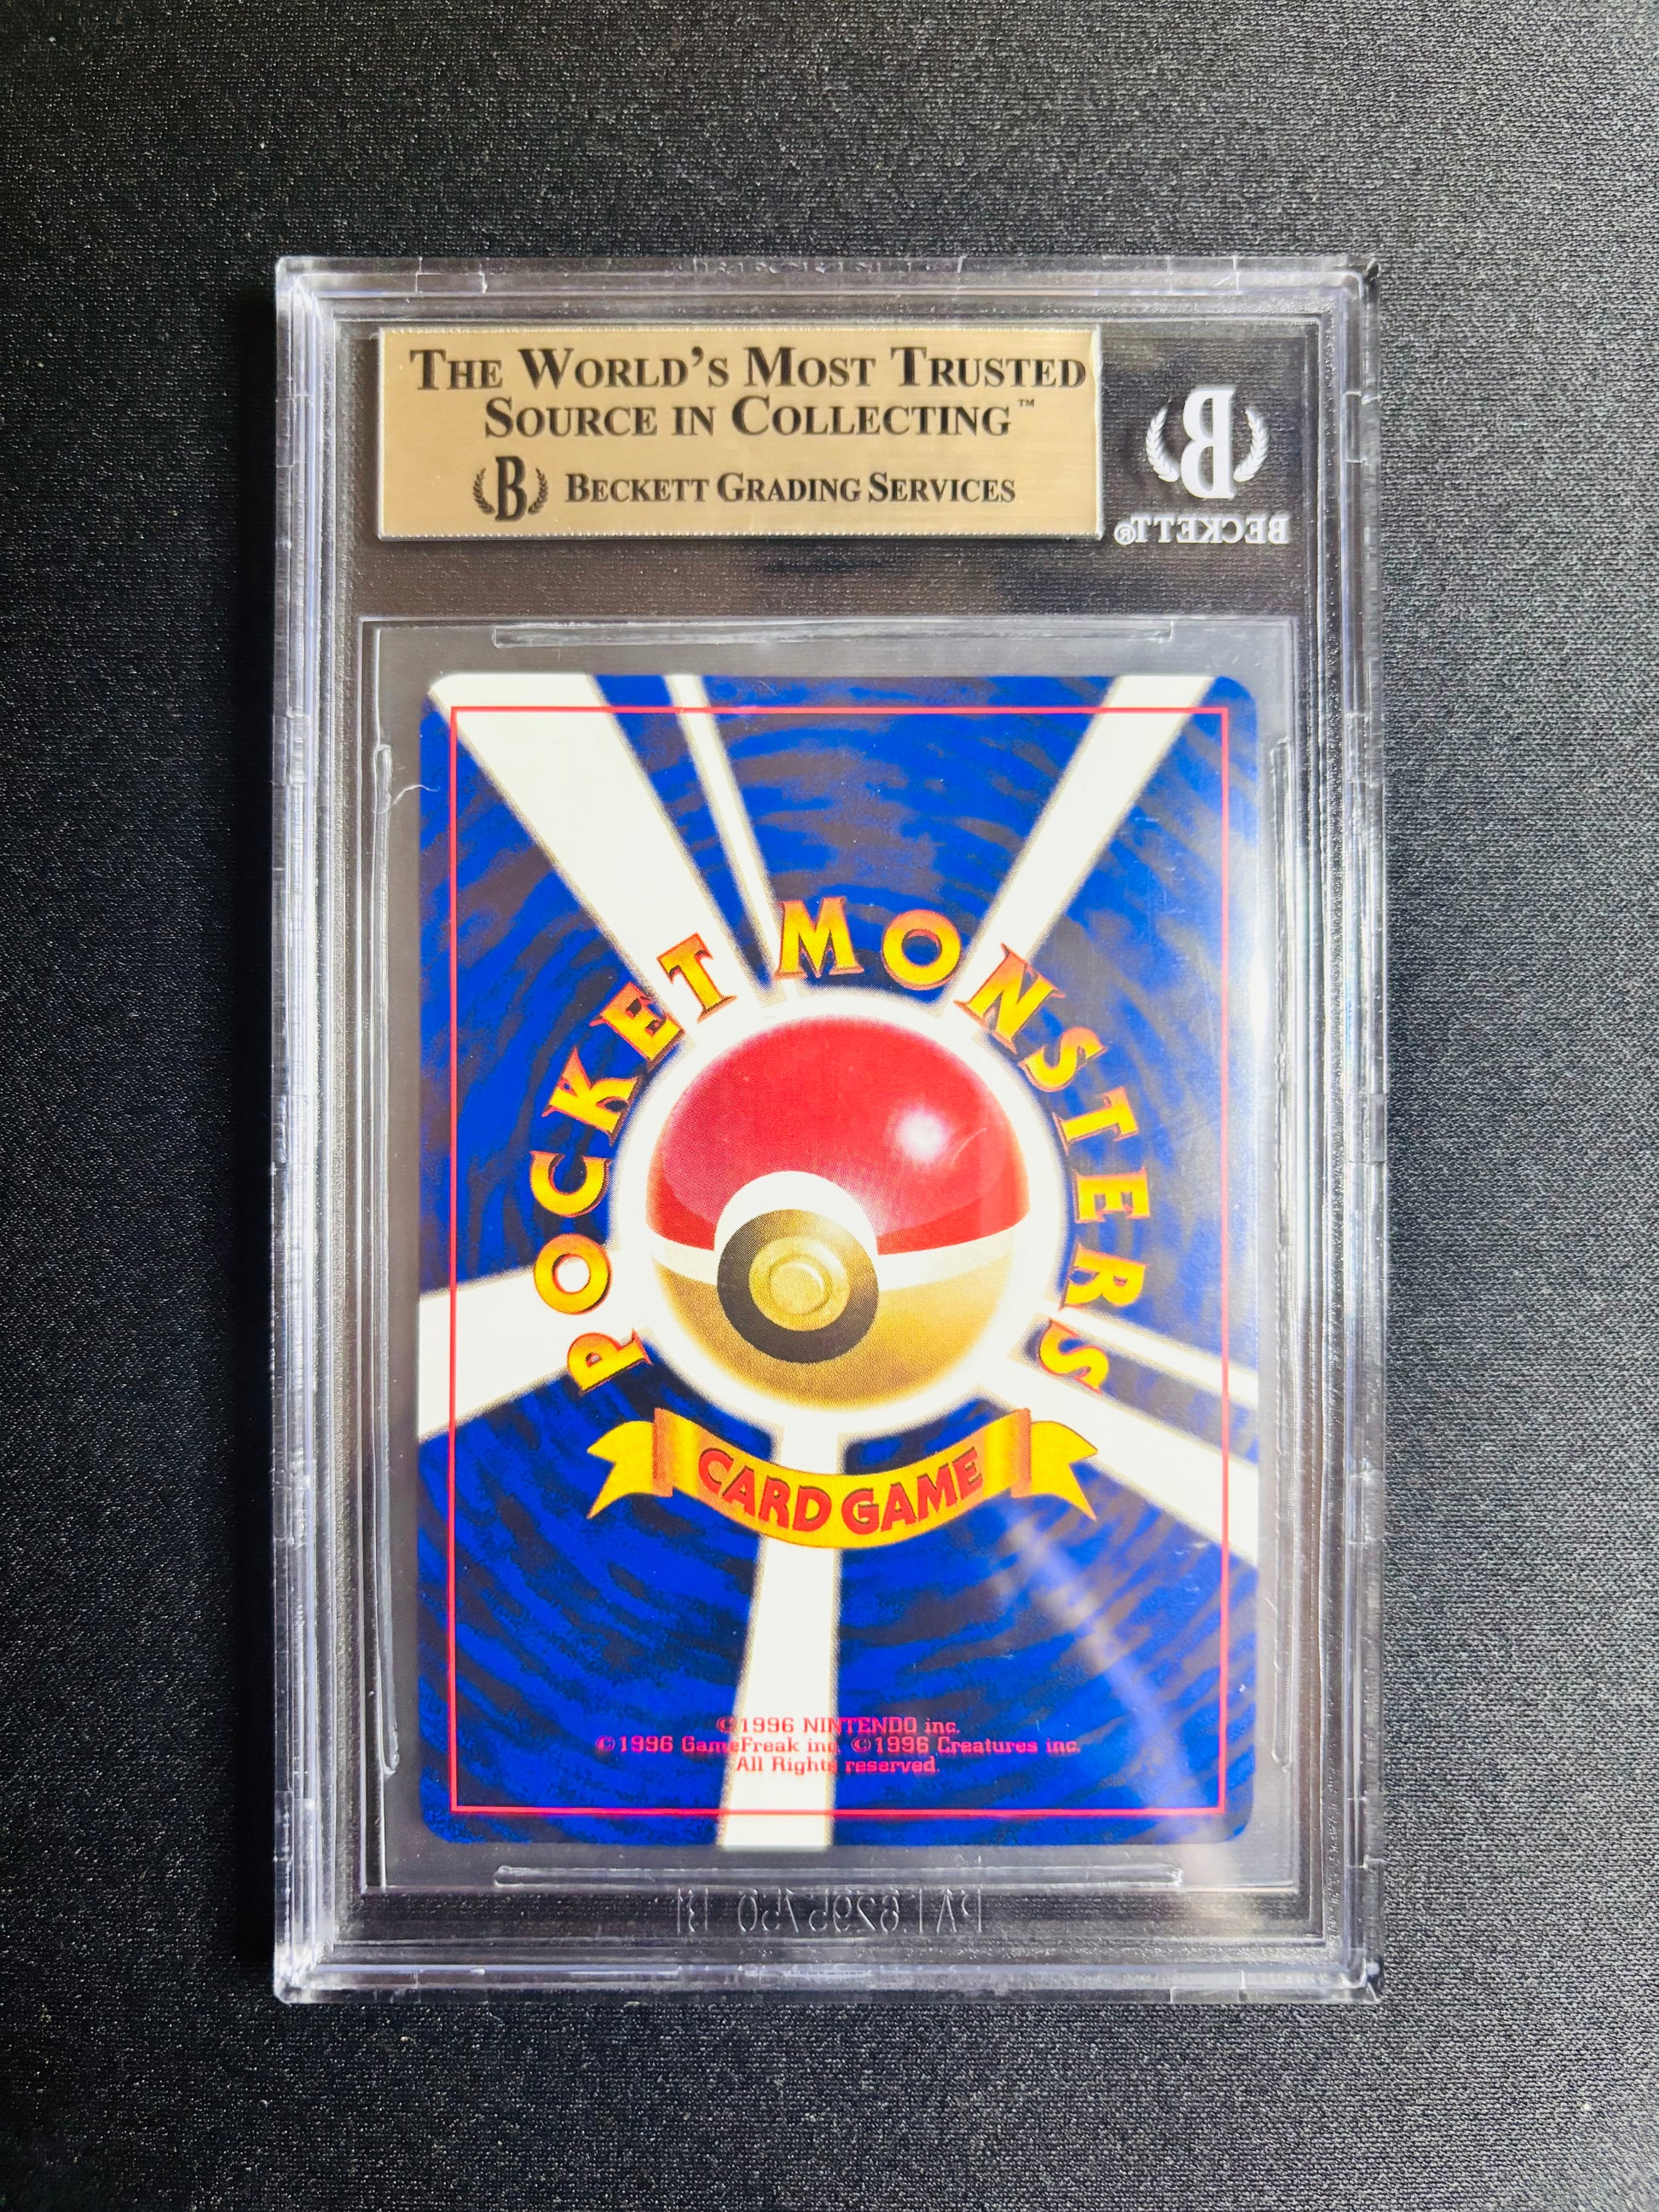 THE WORLD'S MOST TRUSTED
SOURCE IN COLLECTING™
B BECKETT GRADING SERVICES
B
BECKETT®
POCKET MONSTERS
CARD GAME
©1996 NINTENDO inc.
©1996 GameFreak inc. ©1996 Creatures inc.
All Rights reserved.